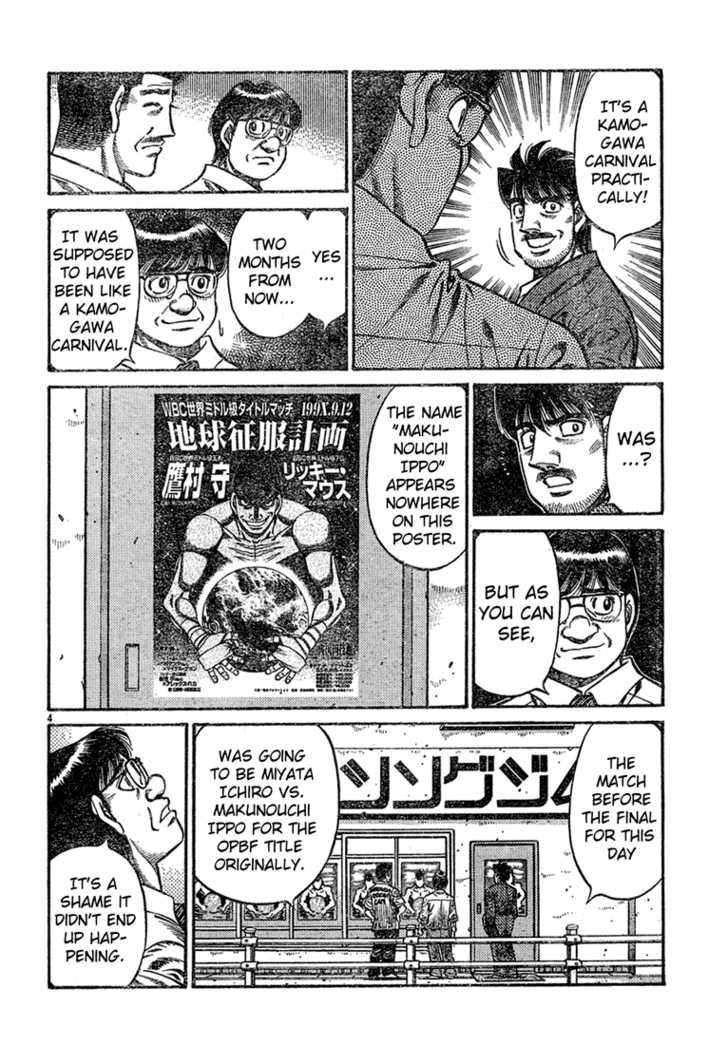 IT'S A
KAMO-
GAWA
CARNIVAL
PRACTI-
CALLY!
YES
...
TWO
MONTHS
FROM
NOW...
IT WAS
SUPPOSED
TO HAVE
BEEN LIKE
A KAMO-
GAWA
CARNIVAL.
WAS
...?
BUT AS
YOU CAN
SEE,
THE NAME
"MAKU-
NOUCHI
IPPO"
APPEARS
NOWHERE
ON THIS
POSTER.
WBC世界ミドル級タイトルマッチ 199X.9.12
地球征服計画
鷹村 守
リッキー・
マウス
4
THE
MATCH
BEFORE
THE FINAL
FOR THIS
DAY
WAS GOING
TO BE MIYATA
ICHIRO VS.
MAKUNOUCHI
IPPO FOR THE
OPBF TITLE
ORIGINALLY.
シングジム
IT'S A
SHAME IT
DIDN'T END
UP HAP-
PENING.